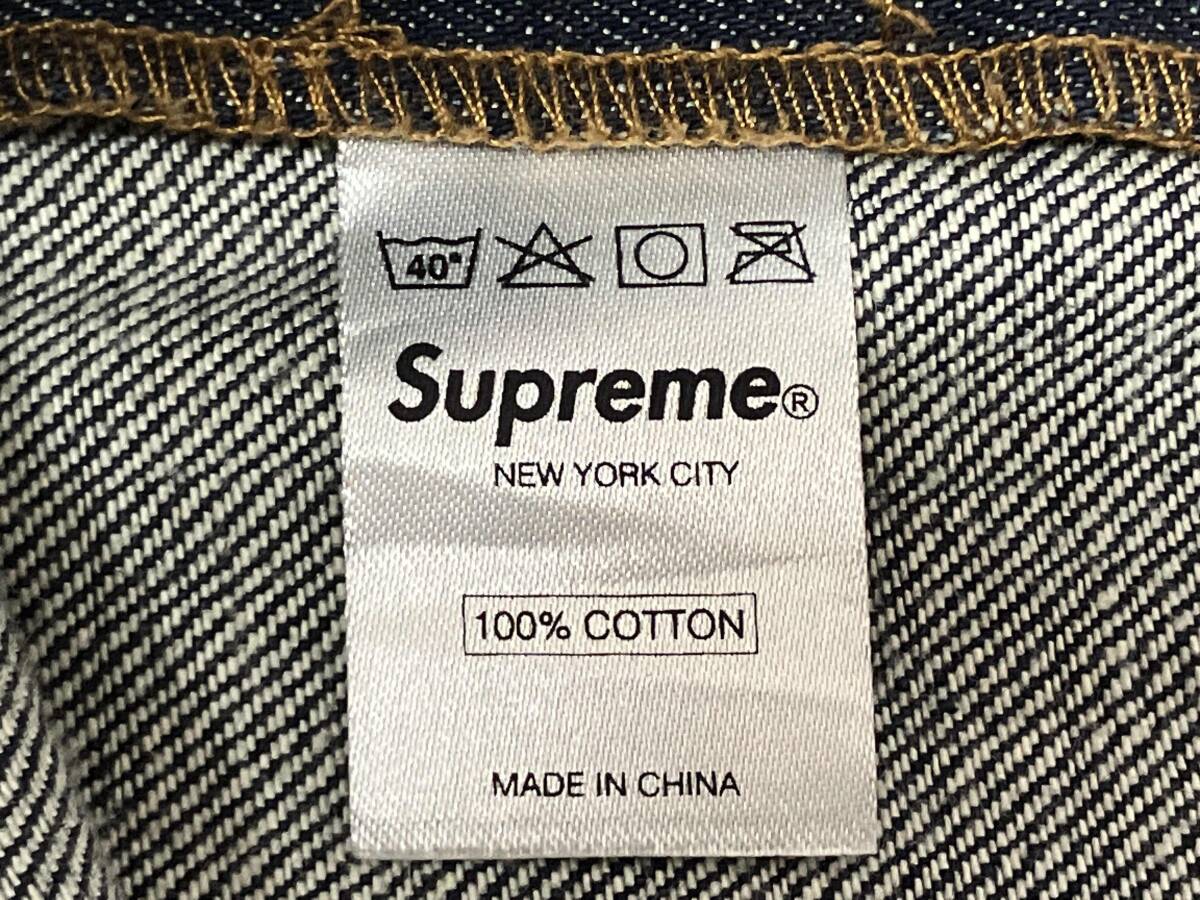 40°
Supreme®
NEW YORK CITY
100% COTTON
MADE IN CHINA